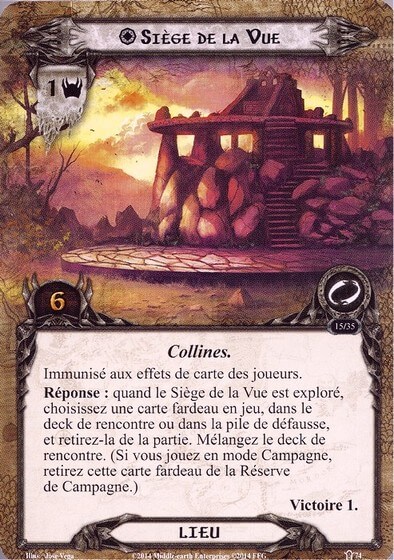 Siège de la Vue
1
6
15/35
Collines.
Immunisé aux effets de carte des joueurs.
Réponse : quand le Siège de la Vue est exploré,
choisissez une carte fardeau en jeu, dans le
deck de rencontre ou dans la pile de défausse,
et retirez-la de la partie. Mélangez le deck de
rencontre. (Si vous jouez en mode Campagne,
retirez cette carte fardeau de la Réserve
de Campagne.)
Victoire 1.
LIEU
Illus. José Vega ©2014 Middle-earth Enterprises ©2014 FFG 74